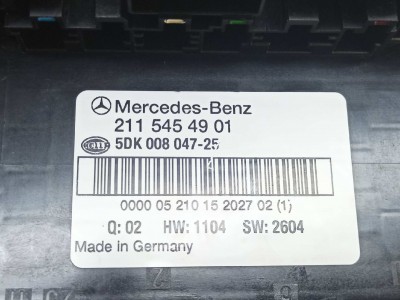 Mercedes-Benz
211 545 49 01
5DK 008 047-25
0000 05 210 15 2027 02 (1)
Q: 02 HW: 1104 SW: 2604
Made in Germany